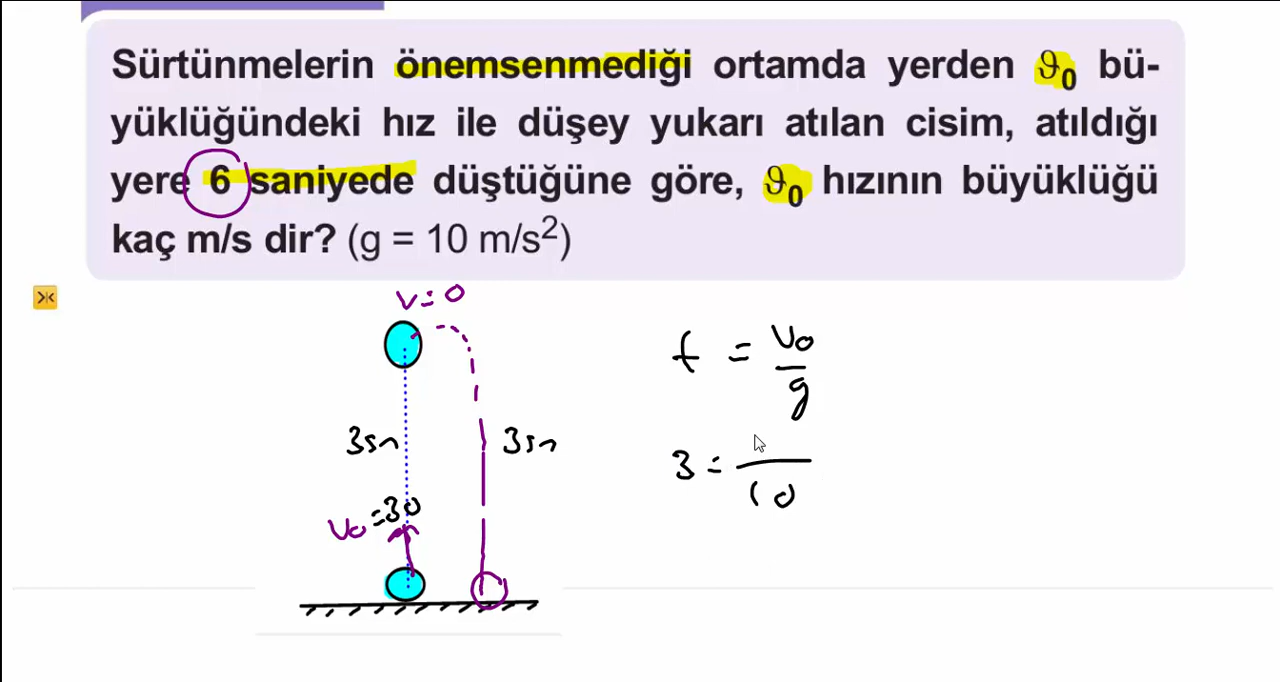 Sürtünmelerin önemsenmediği ortamda yerden ϑ₀ bü-
yüklüğündeki hız ile düşey yukarı atılan cisim, atıldığı
yere 6 saniyede düştüğüne göre, ϑ₀ hızının büyüklüğü
kaç m/s dir? (g = 10 m/s²)
v=0
3sn
3sn
v₀=30
t = v₀/g
3 = /10